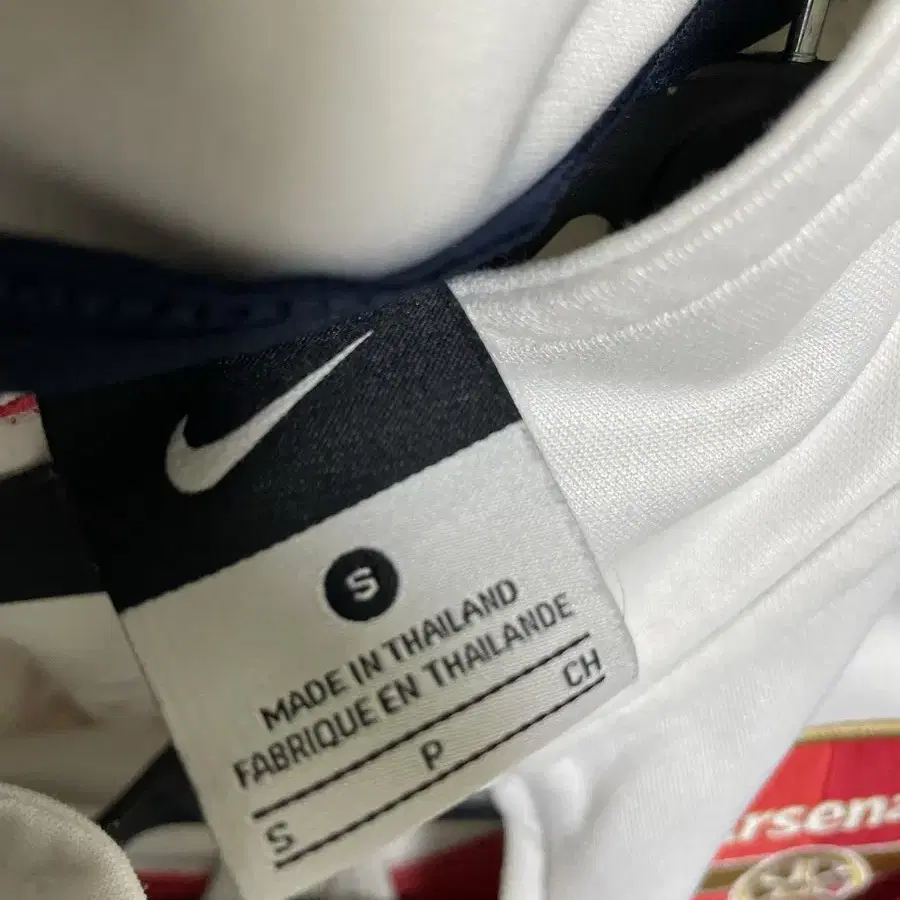 S
MADE IN THAILAND
FABRIQUE EN THAILANDE
S P CH